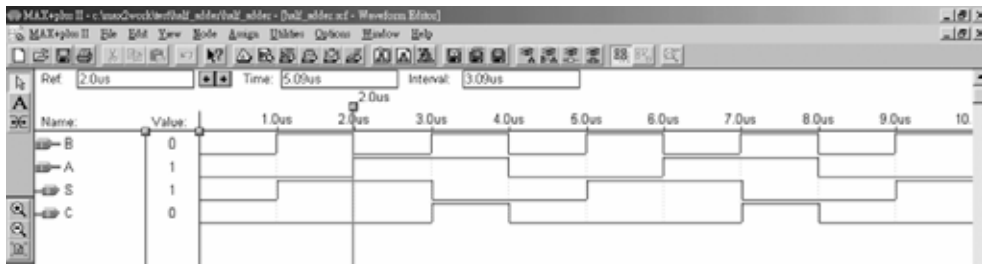 MAX+plus II - c:\max2work\test\half_adder\half_adder - [half_adder.scf - Waveform Editor]
MAX+plus II File Edit View Node Assign Utilities Options Window Help
Ref: 2.0us Time: 5.09us Interval: 3.09us
2.0us
Name: Value: 1.0us 2.0us 3.0us 4.0us 5.0us 6.0us 7.0us 8.0us 9.0us 10.
B 0
A 1
S 1
C 0